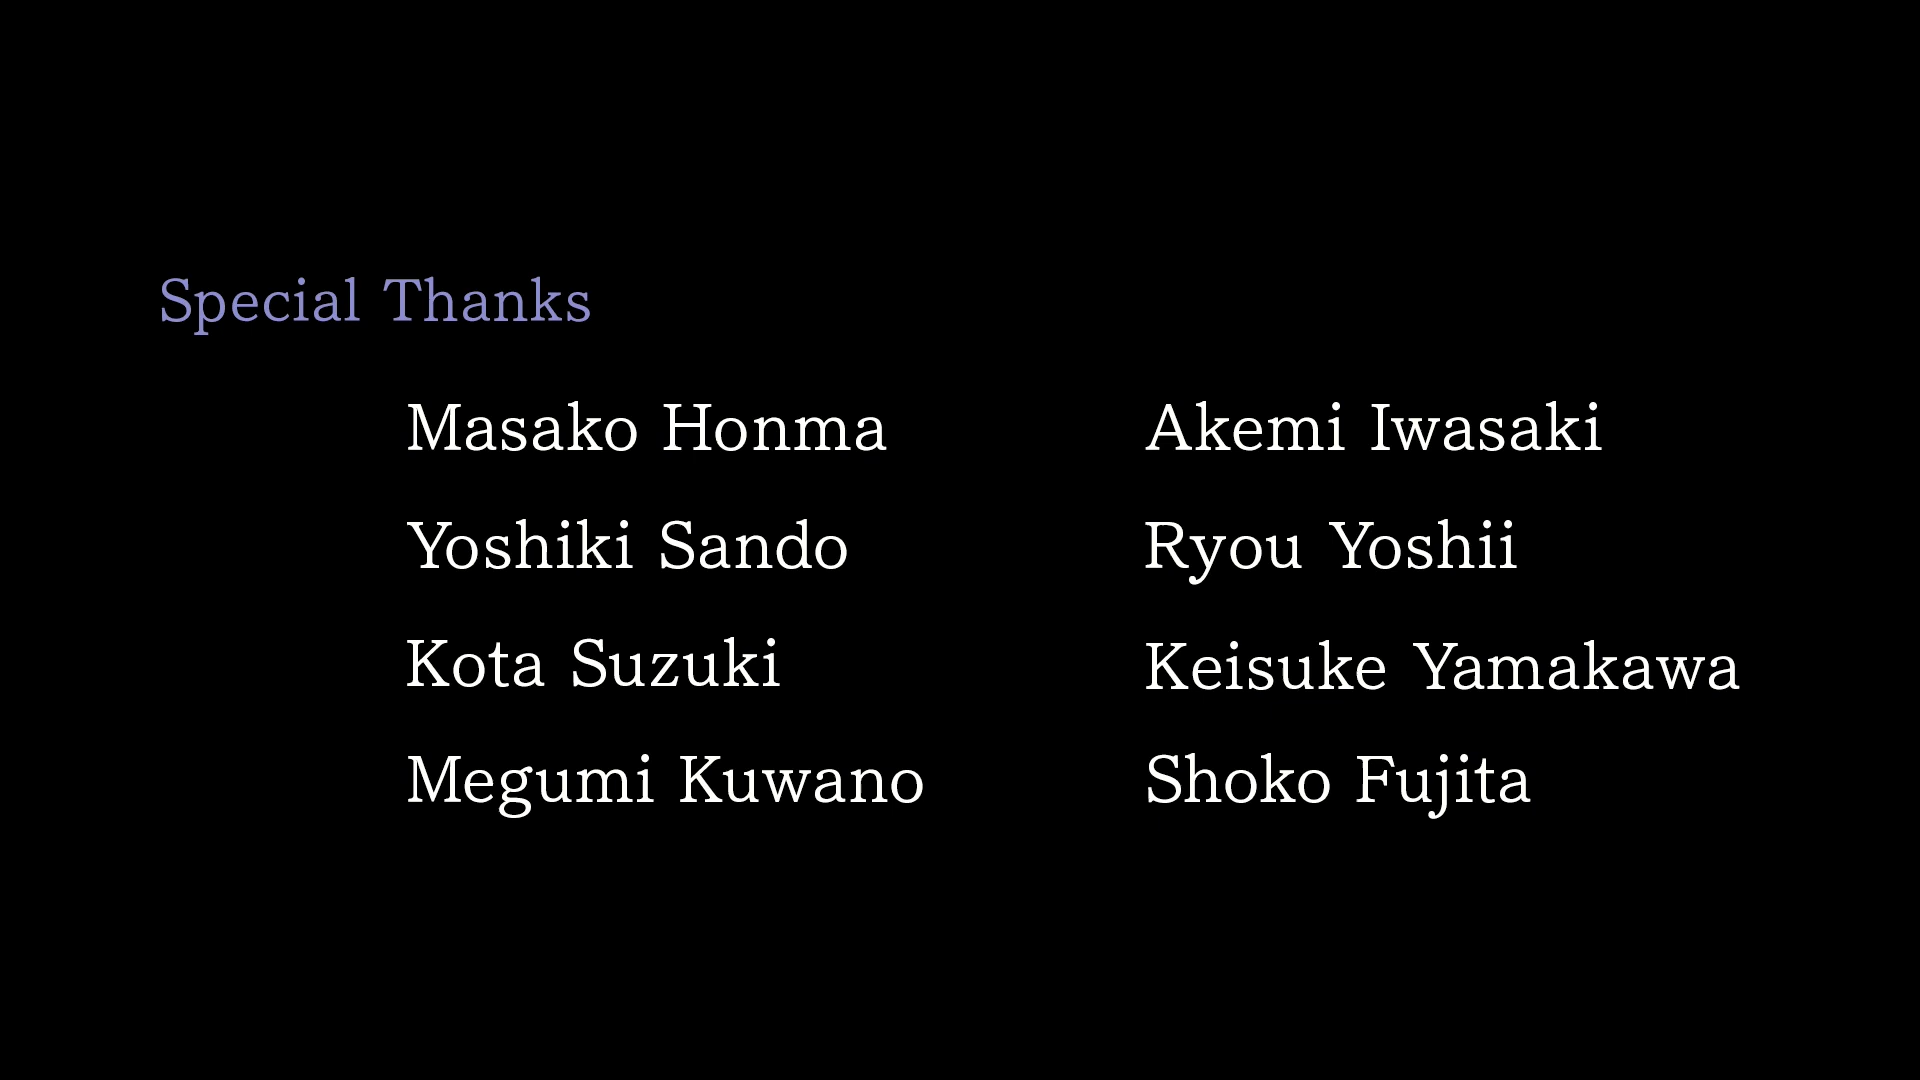 Special Thanks
Masako Honma
Akemi Iwasaki
Yoshiki Sando
Ryou Yoshii
Kota Suzuki
Keisuke Yamakawa
Megumi Kuwano
Shoko Fujita